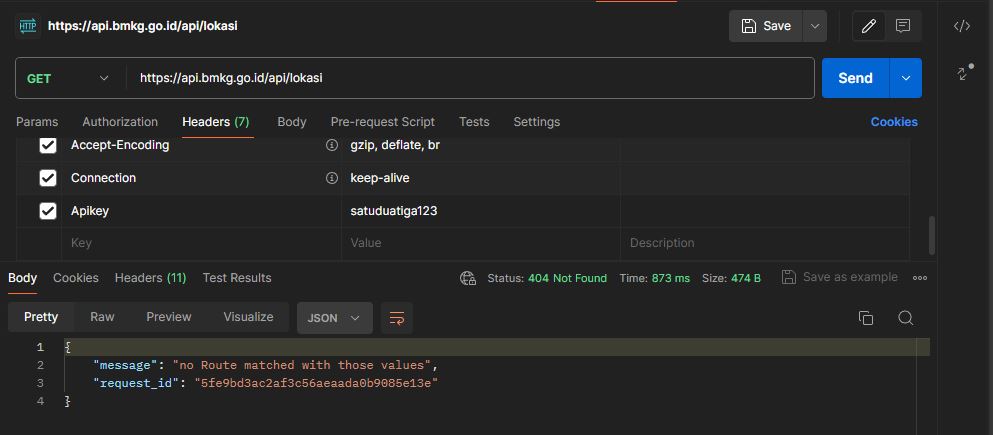 HTTP https://api.bmkg.go.id/api/lokasi Save
GET https://api.bmkg.go.id/api/lokasi Send
Params Authorization Headers (7) Body Pre-request Script Tests Settings Cookies
Accept-Encoding gzip, deflate, br
Connection keep-alive
Apikey satuduatiga123
Key Value Description
Body Cookies Headers (11) Test Results Status: 404 Not Found Time: 873 ms Size: 474 B Save as example
Pretty Raw Preview Visualize JSON
1 {
2 "message": "no Route matched with those values",
3 "request_id": "5fe9bd3ac2af3c56aeaada0b9085e13e"
4 }